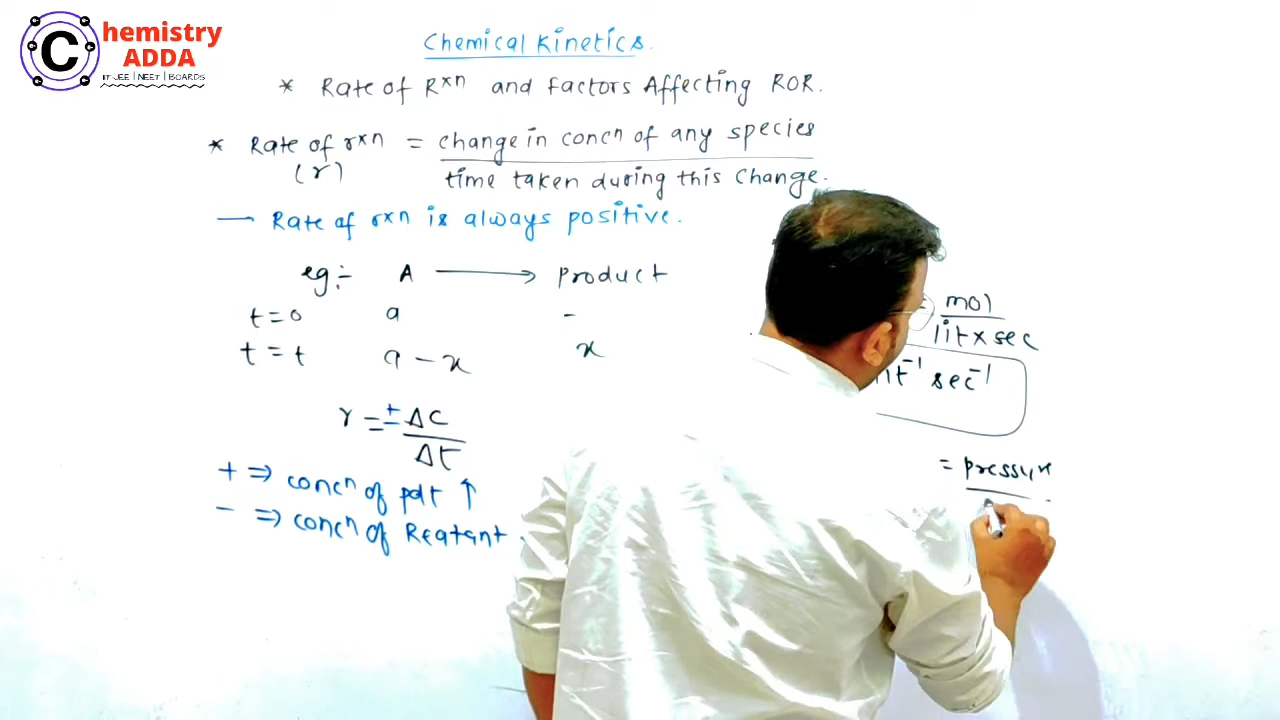 Chemistry
ADDA
IIT-JEE | NEET | BOARDS
Chemical Kinetics.
* Rate of Rxn and factors Affecting ROR.
* Rate of rxn = change in concn of any species
(r) time taken during this change.
— Rate of rxn is always positive.
eg:- A ⟶ product
t=0 a -
t=t a-x x
r = ± ΔC
Δt
+ ⇒ concn of pdt ↑
- ⇒ concn of Reatant
mol
lit x sec
sec⁻¹
= pressure